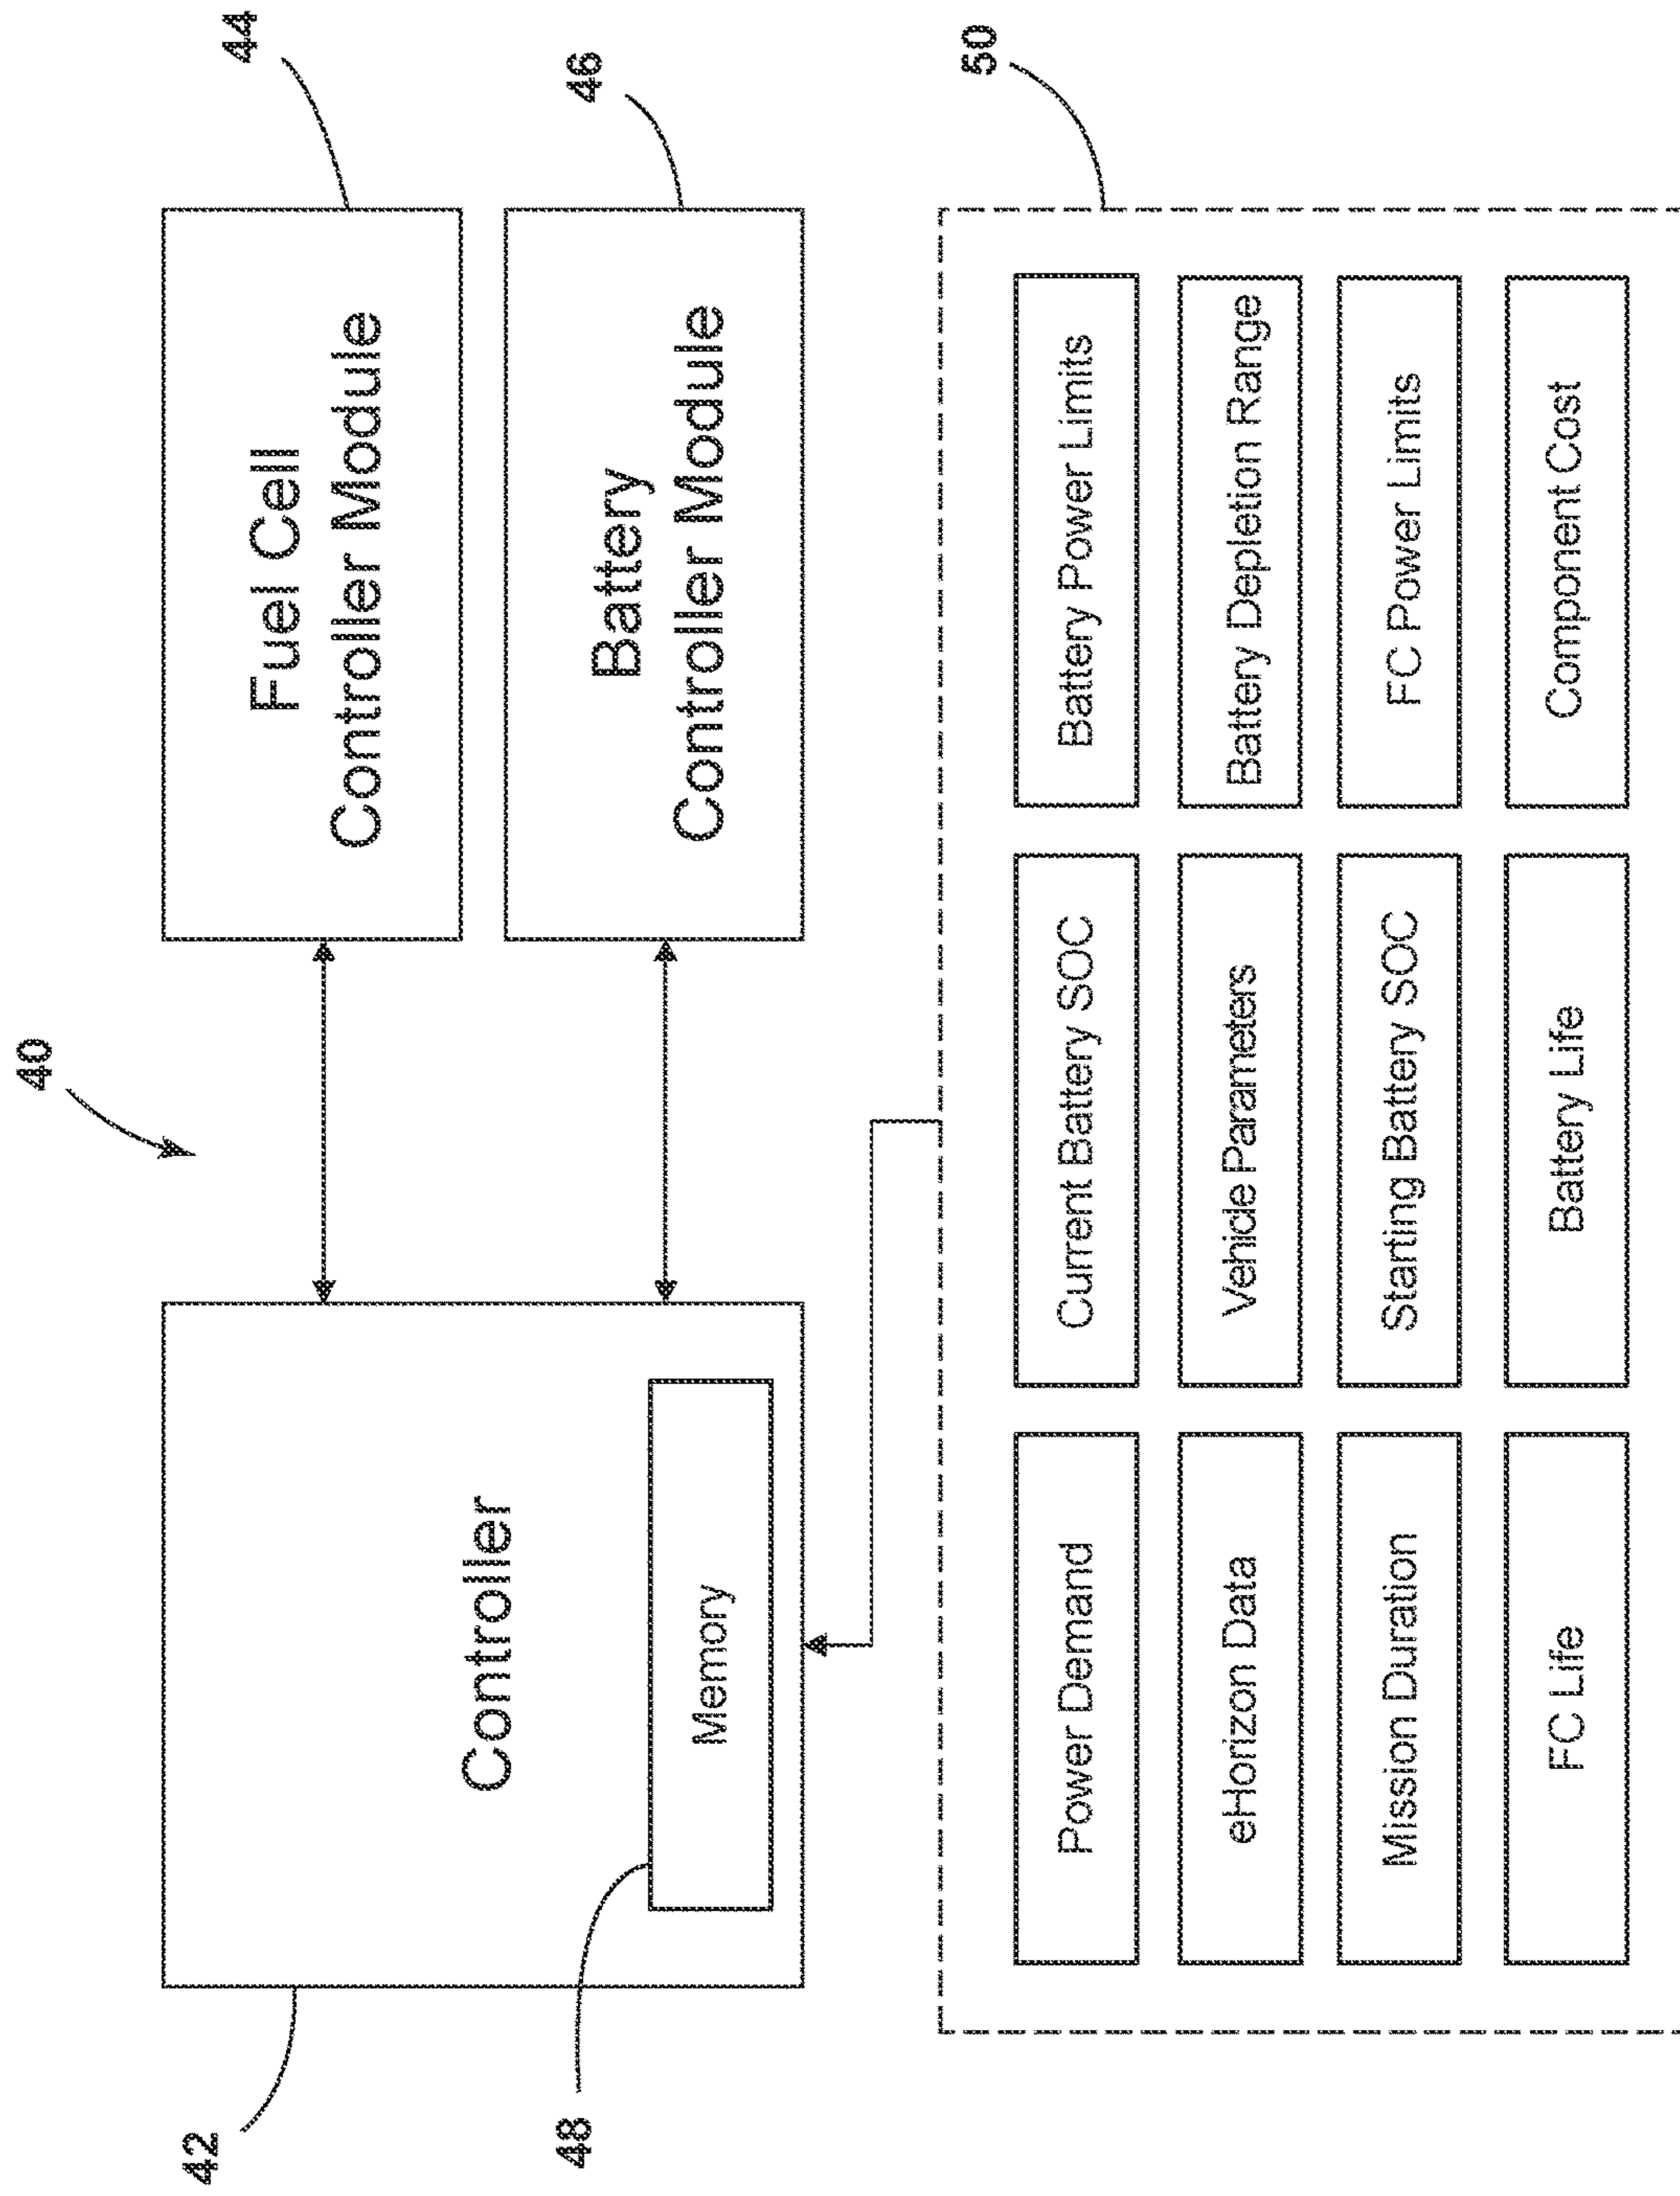 40
42
Controller
48
Memory
Fuel Cell
Controller Module
44
Battery
Controller Module
46
50
Power Demand
Current Battery SOC
Battery Power Limits
eHorizon Data
Vehicle Parameters
Battery Depletion Range
Mission Duration
Starting Battery SOC
FC Power Limits
FC Life
Battery Life
Component Cost